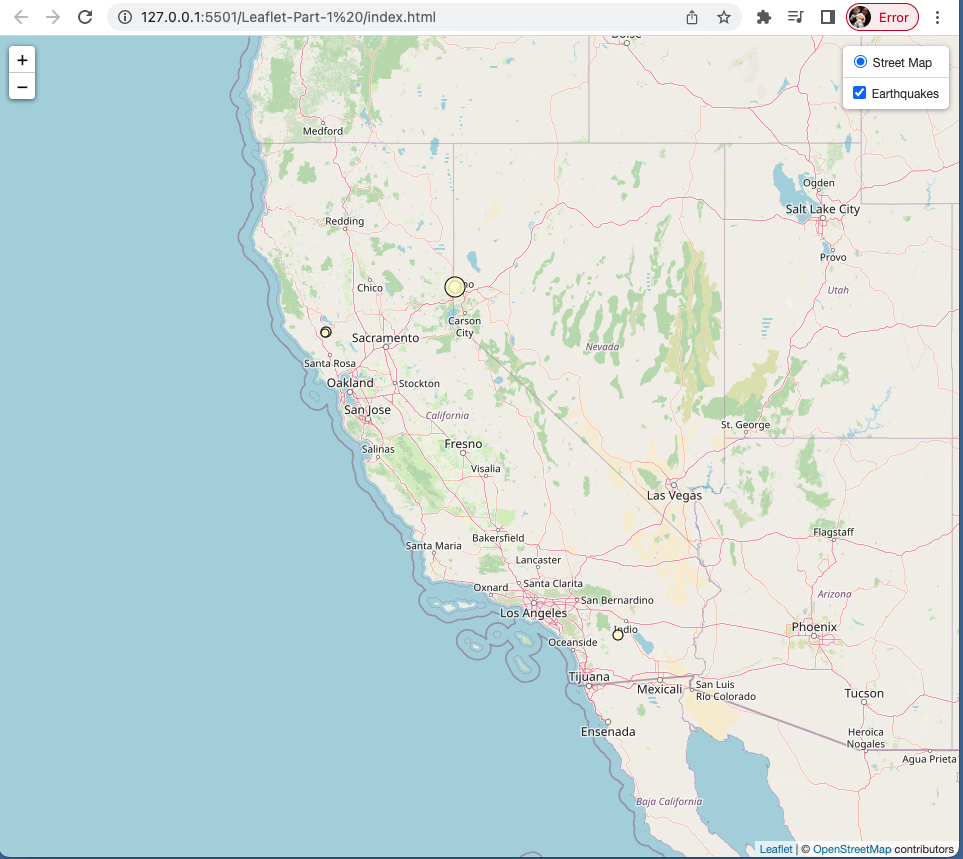 127.0.0.1:5501/Leaflet-Part-1%20/index.html
Error
+
−
Street Map
Earthquakes
Medford
Ogden
Salt Lake City
Redding
Provo
Chico
Utah
Carson
City
Sacramento
Nevada
Santa Rosa
Oakland
Stockton
San Jose
California
St. George
Salinas
Fresno
Visalia
Las Vegas
Bakersfield
Flagstaff
Santa Maria
Lancaster
Oxnard
Santa Clarita
Arizona
San Bernardino
Los Angeles
Indio
Phoenix
Oceanside
Tijuana
Mexicali
San Luis
Río Colorado
Tucson
Ensenada
Heroica
Nogales
Agua Prieta
Baja California
Leaflet | © OpenStreetMap contributors